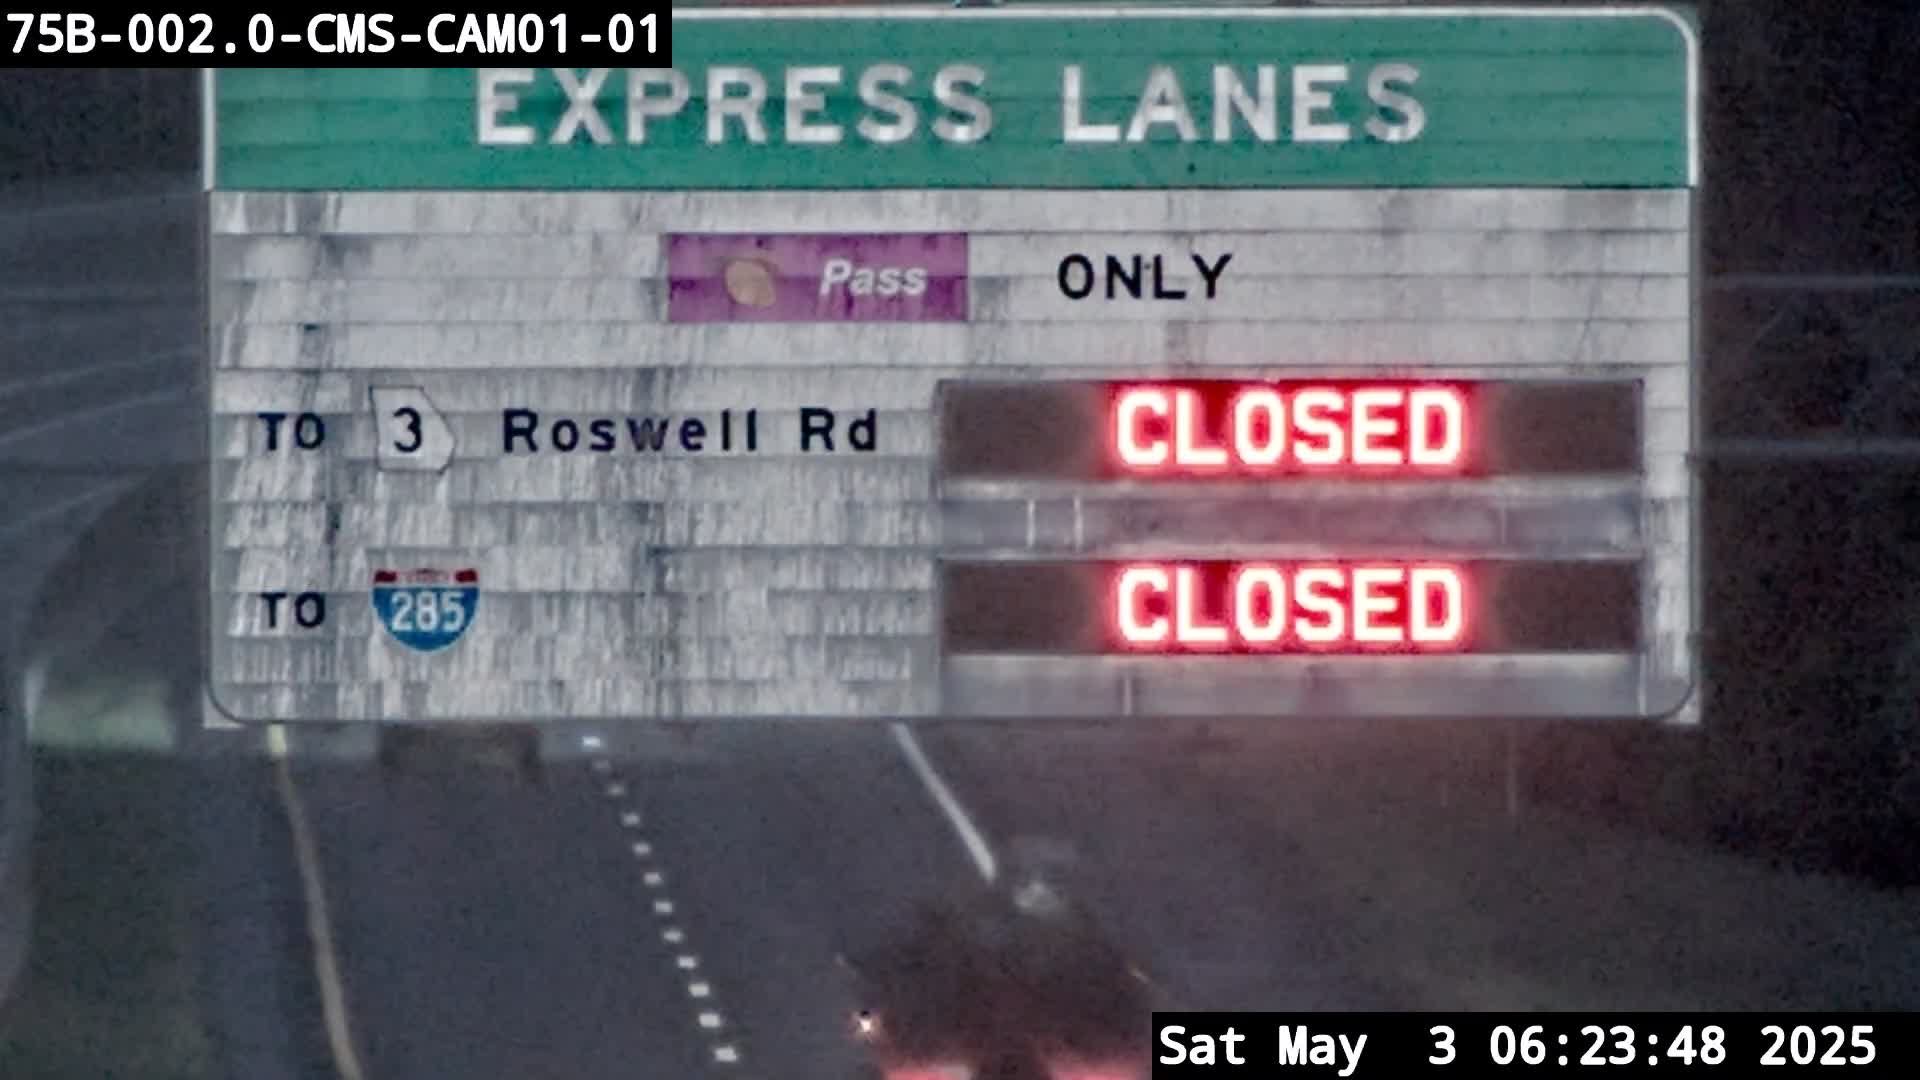 75B-002.0-CMS-CAM01-01
EXPRESS LANES
Pass ONLY
TO 3 Roswell Rd CLOSED
TO 285 CLOSED
Sat May 3 06:23:48 2025